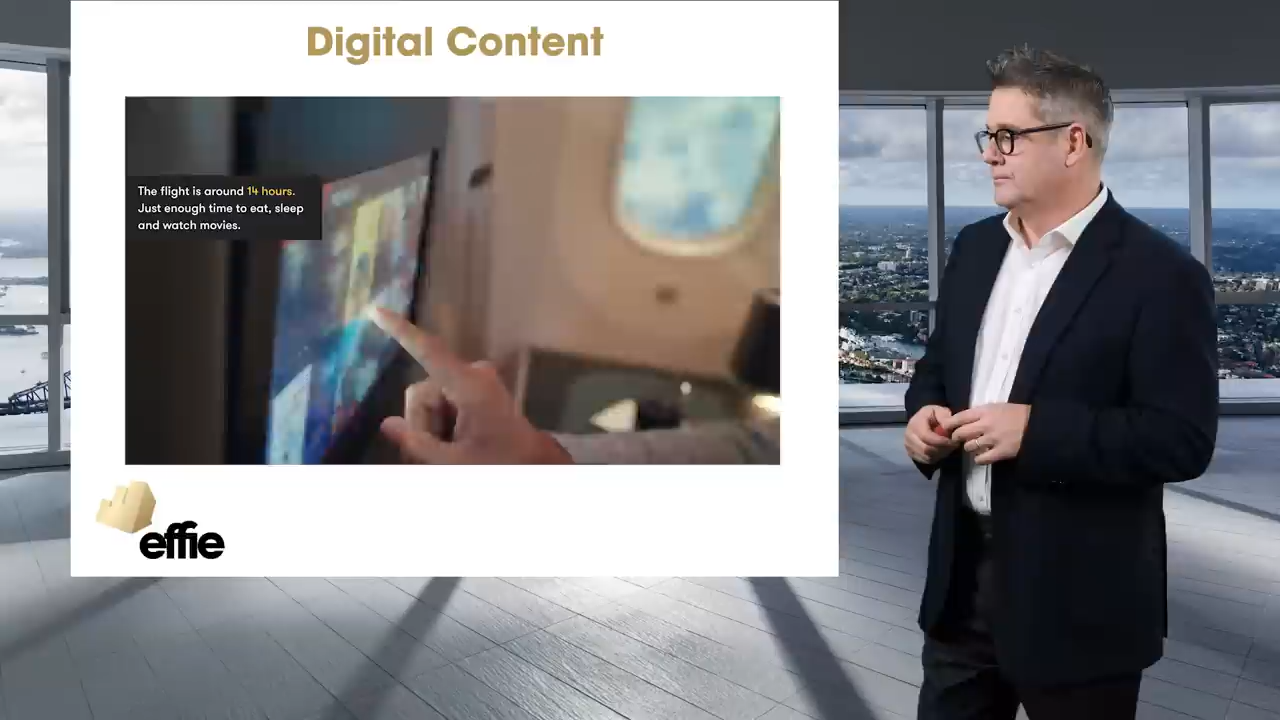 Digital Content
The flight is around 14 hours.
Just enough time to eat, sleep
and watch movies.
effie